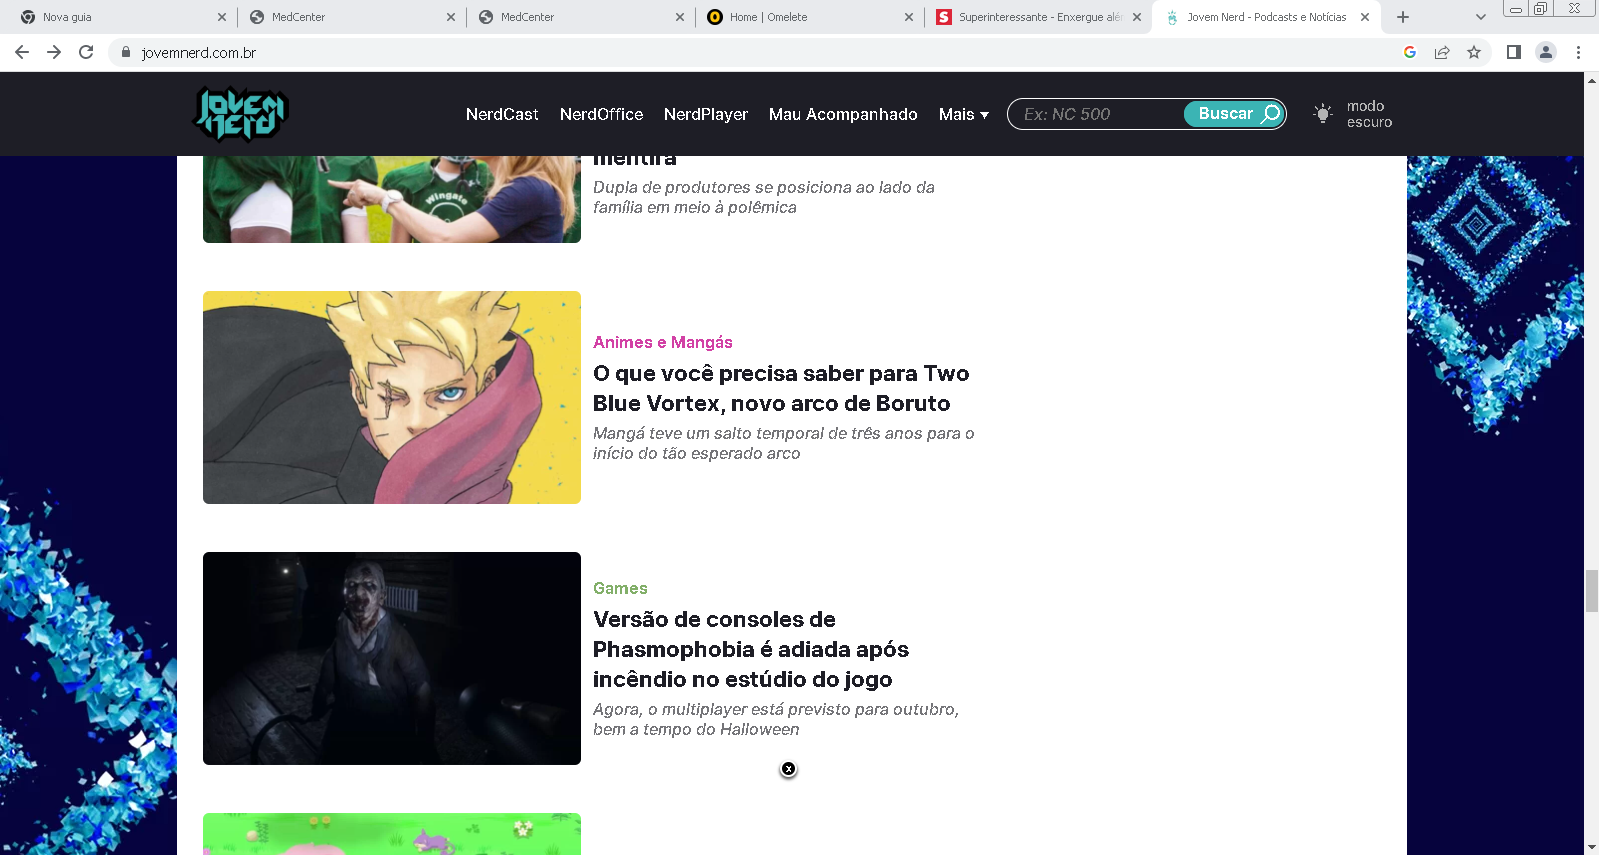 Nova guia
MedCenter
MedCenter
Home | Omelete
Superinteressante - Enxergue alé
Jovem Nerd - Podcasts e Notícias
jovemnerd.com.br
JOVEM
NERD
NerdCast
NerdOffice
NerdPlayer
Mau Acompanhado
Mais
Ex: NC 500
Buscar
modo
escuro
mentira
Dupla de produtores se posiciona ao lado da
família em meio à polêmica
Wingate
Animes e Mangás
O que você precisa saber para Two
Blue Vortex, novo arco de Boruto
Mangá teve um salto temporal de três anos para o
início do tão esperado arco
Games
Versão de consoles de
Phasmophobia é adiada após
incêndio no estúdio do jogo
Agora, o multiplayer está previsto para outubro,
bem a tempo do Halloween
x